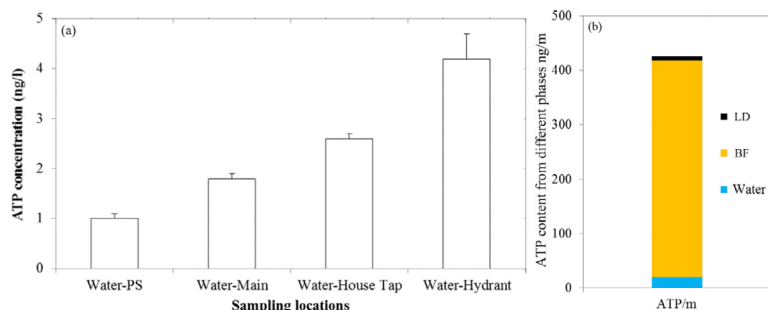 (a)
ATP concentration (ng/l)
5
4
3
2
1
0
Water-PS
Water-Main
Water-House Tap
Water-Hydrant
Sampling locations
(b)
ATP content from different phases ng/m
500
400
300
200
100
0
ATP/m
LD
BF
Water